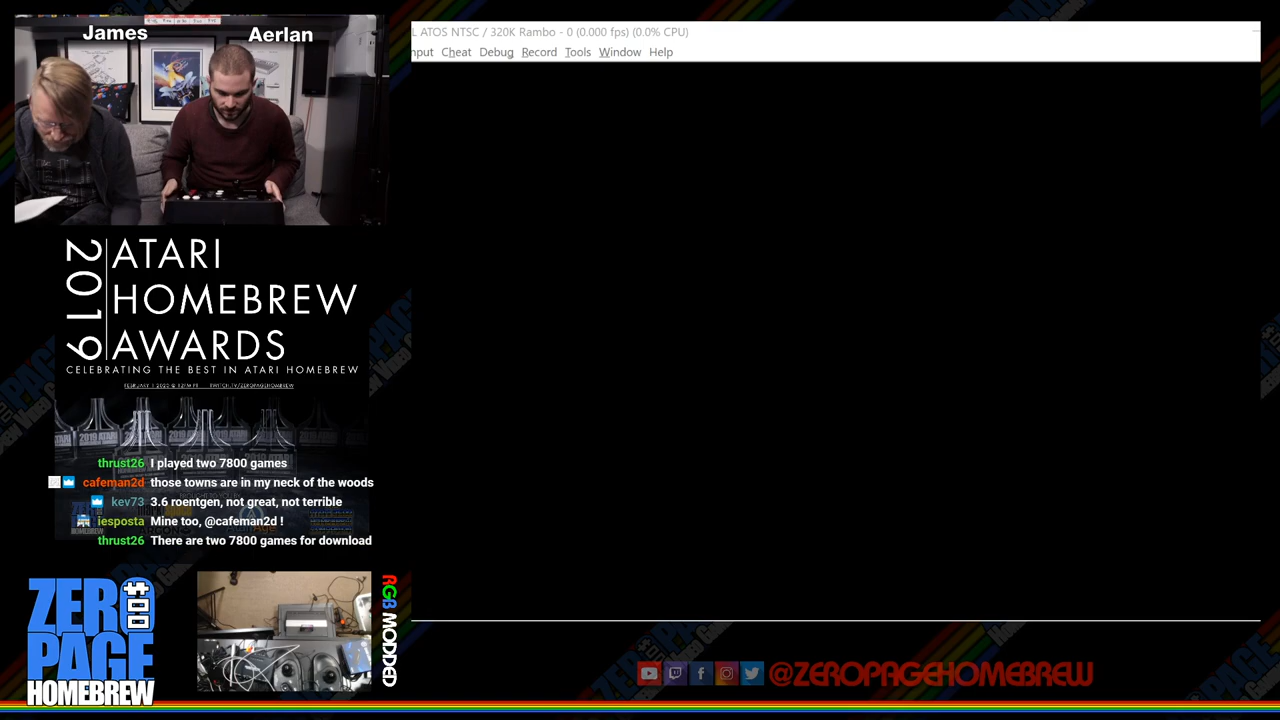 James
Aerlan
L ATOS NTSC / 320K Rambo - 0 (0.000 fps) (0.0% CPU)
nput Cheat Debug Record Tools Window Help
2019
ATARI
HOMEBREW
AWARDS
CELEBRATING THE BEST IN ATARI HOMEBREW
thrust26 I played two 7800 games
cafeman2d those towns are in my neck of the woods
kev73 3.6 roentgen, not great, not terrible
iesposta Mine too, @cafeman2d !
thrust26 There are two 7800 games for download
ZERO
PAGE
HOMEBREW
RGB MODDED
@ZEROPAGEHOMEBREW